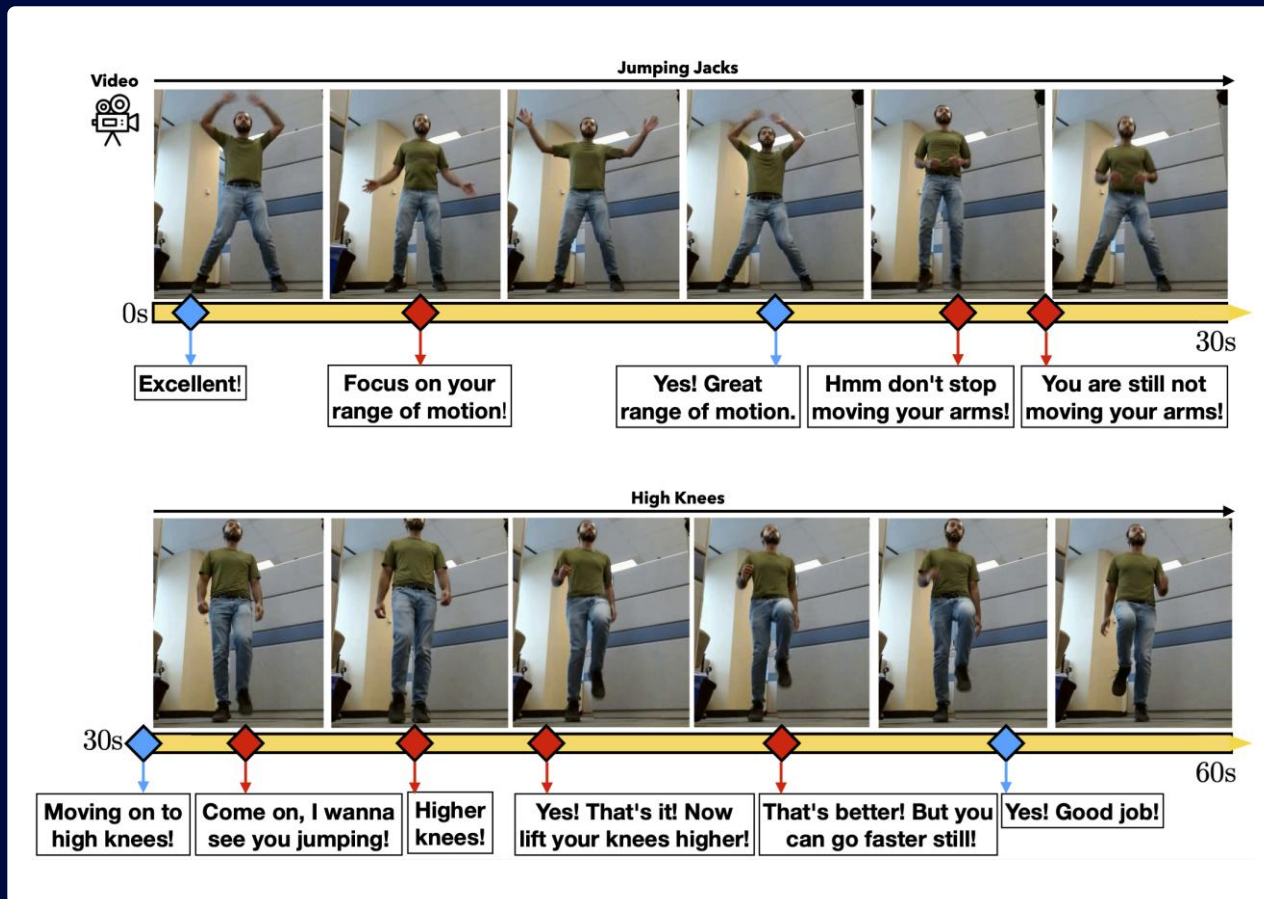 Jumping Jacks
Video
0s
30s
Excellent!
Focus on your
range of motion!
Yes! Great
range of motion.
Hmm don't stop
moving your arms!
You are still not
moving your arms!
High Knees
30s
60s
Moving on to
high knees!
Come on, I wanna
see you jumping!
Higher
knees!
Yes! That's it! Now
lift your knees higher!
That's better! But you
can go faster still!
Yes! Good job!